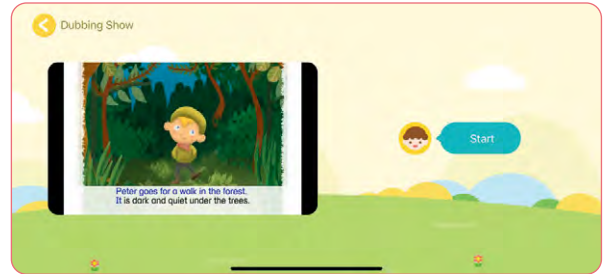 Dubbing Show
Peter goes for a walk in the forest.
It is dark and quiet under the trees.
Start